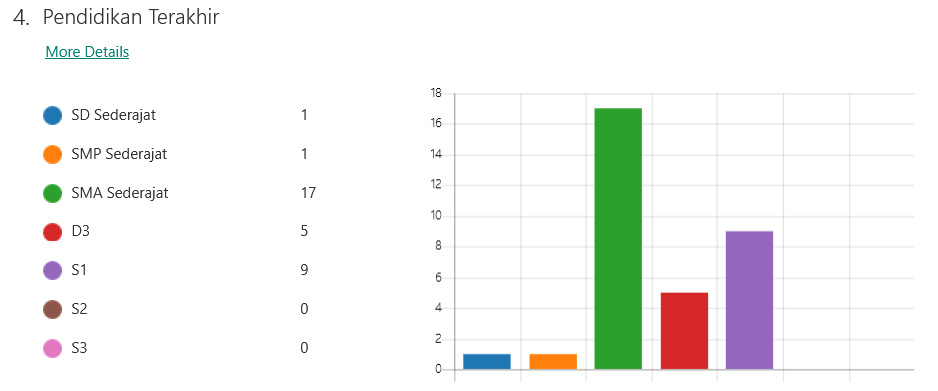 4. Pendidikan Terakhir
More Details
SD Sederajat 1
SMP Sederajat 1
SMA Sederajat 17
D3 5
S1 9
S2 0
S3 0
18
16
14
12
10
8
6
4
2
0